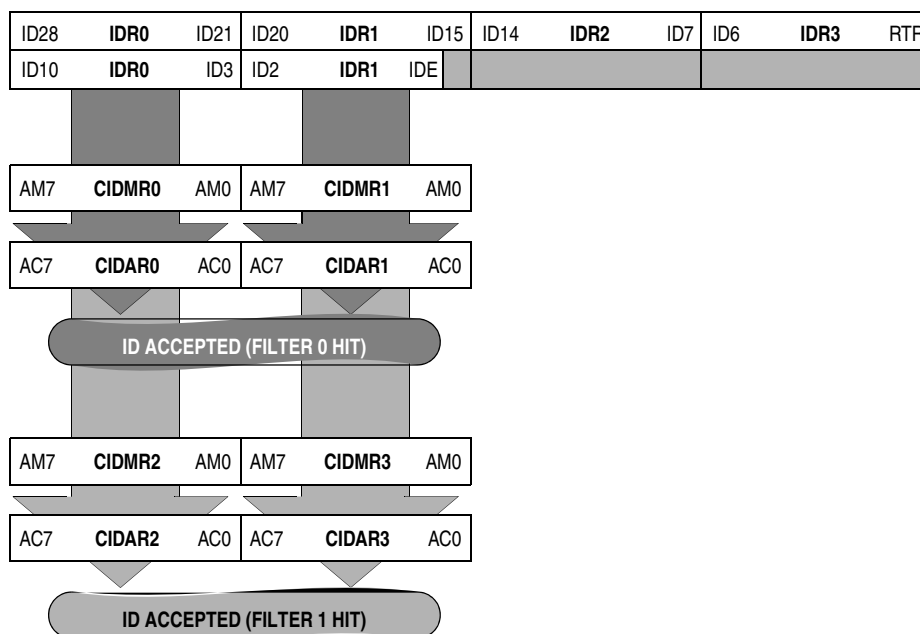 ID28 IDR0 ID21 ID20 IDR1 ID15 ID14 IDR2 ID7 ID6 IDR3 RTR
ID10 IDR0 ID3 ID2 IDR1 IDE
AM7 CIDMR0 AM0 AM7 CIDMR1 AM0
AC7 CIDAR0 AC0 AC7 CIDAR1 AC0
ID ACCEPTED (FILTER 0 HIT)
AM7 CIDMR2 AM0 AM7 CIDMR3 AM0
AC7 CIDAR2 AC0 AC7 CIDAR3 AC0
ID ACCEPTED (FILTER 1 HIT)